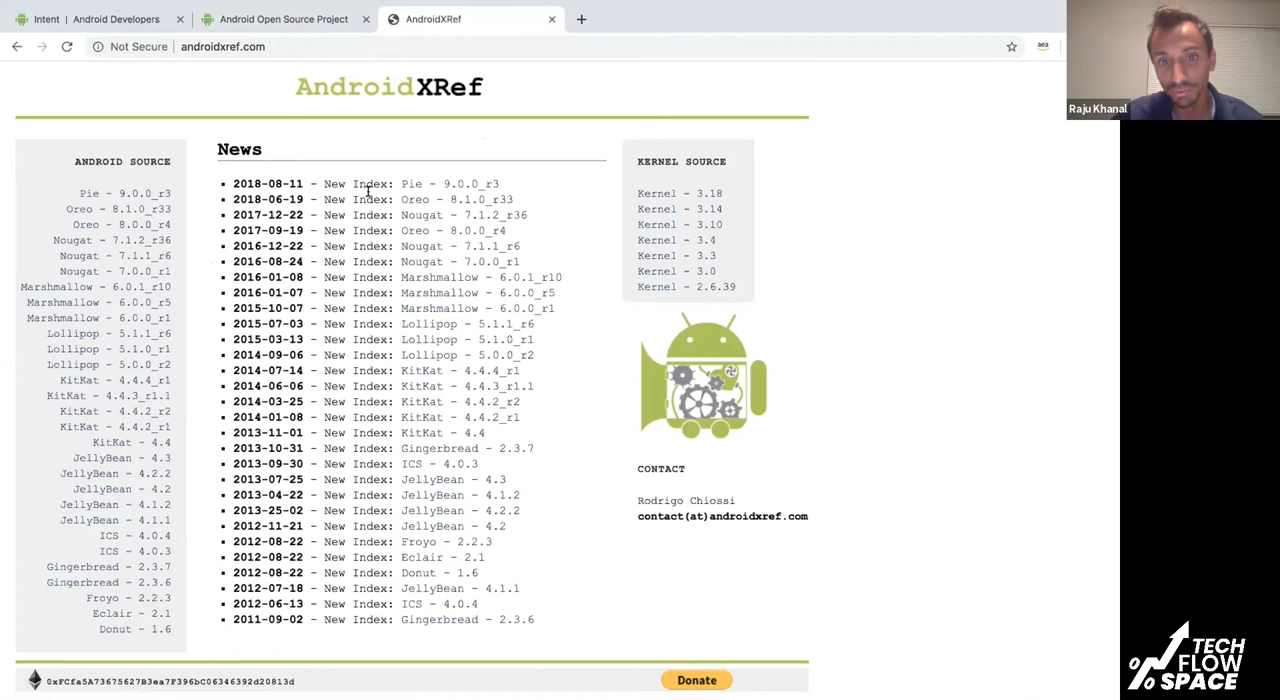 Intent | Android Developers
Android Open Source Project
AndroidXRef
Not Secure | androidxref.com
aea
Raju Khanal
AndroidXRef
ANDROID SOURCE
Pie - 9.0.0_r3
Oreo - 8.1.0_r33
Oreo - 8.0.0_r4
Nougat - 7.1.2_r36
Nougat - 7.1.1_r6
Nougat - 7.0.0_r1
Marshmallow - 6.0.1_r10
Marshmallow - 6.0.0_r5
Marshmallow - 6.0.0_r1
Lollipop - 5.1.1_r6
Lollipop - 5.1.0_r1
Lollipop - 5.0.0_r2
KitKat - 4.4.4_r1
KitKat - 4.4.3_r1.1
KitKat - 4.4.2_r2
KitKat - 4.4.2_r1
KitKat - 4.4
JellyBean - 4.3
JellyBean - 4.2.2
JellyBean - 4.2
JellyBean - 4.1.2
JellyBean - 4.1.1
ICS - 4.0.4
ICS - 4.0.3
Gingerbread - 2.3.7
Gingerbread - 2.3.6
Froyo - 2.2.3
Eclair - 2.1
Donut - 1.6
News
2018-08-11 - New Index: Pie - 9.0.0_r3
2018-06-19 - New Index: Oreo - 8.1.0_r33
2017-12-22 - New Index: Nougat - 7.1.2_r36
2017-09-19 - New Index: Oreo - 8.0.0_r4
2016-12-22 - New Index: Nougat - 7.1.1_r6
2016-08-24 - New Index: Nougat - 7.0.0_r1
2016-01-08 - New Index: Marshmallow - 6.0.1_r10
2016-01-07 - New Index: Marshmallow - 6.0.0_r5
2015-10-07 - New Index: Marshmallow - 6.0.0_r1
2015-07-03 - New Index: Lollipop - 5.1.1_r6
2015-03-13 - New Index: Lollipop - 5.1.0_r1
2014-09-06 - New Index: Lollipop - 5.0.0_r2
2014-07-14 - New Index: KitKat - 4.4.4_r1
2014-06-06 - New Index: KitKat - 4.4.3_r1.1
2014-03-25 - New Index: KitKat - 4.4.2_r2
2014-01-08 - New Index: KitKat - 4.4.2_r1
2013-11-01 - New Index: KitKat - 4.4
2013-10-31 - New Index: Gingerbread - 2.3.7
2013-09-30 - New Index: ICS - 4.0.3
2013-07-25 - New Index: JellyBean - 4.3
2013-04-22 - New Index: JellyBean - 4.1.2
2013-25-02 - New Index: JellyBean - 4.2.2
2012-11-21 - New Index: JellyBean - 4.2
2012-08-22 - New Index: Froyo - 2.2.3
2012-08-22 - New Index: Eclair - 2.1
2012-08-22 - New Index: Donut - 1.6
2012-07-18 - New Index: JellyBean - 4.1.1
2012-06-13 - New Index: ICS - 4.0.4
2011-09-02 - New Index: Gingerbread - 2.3.6
KERNEL SOURCE
Kernel - 3.18
Kernel - 3.14
Kernel - 3.10
Kernel - 3.4
Kernel - 3.3
Kernel - 3.0
Kernel - 2.6.39
CONTACT
Rodrigo Chiossi
contact(at)androidxref.com
0xFCfa5A73675627B3ea7F396bC06346392d20813d
Donate
TECH
FLOW
SPACE